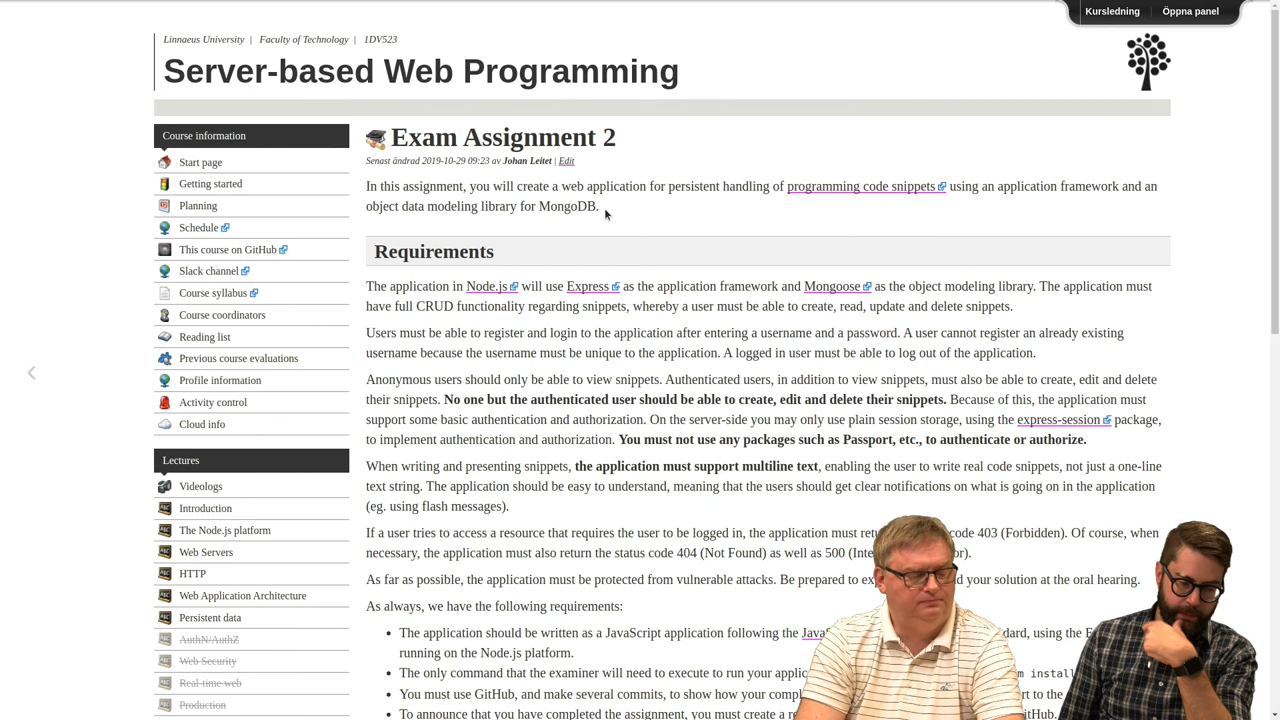 Kursledning | Öppna panel
Linnaeus University | Faculty of Technology | 1DV523
Server-based Web Programming
Course information
Start page
Getting started
Planning
Schedule
This course on GitHub
Slack channel
Course syllabus
Course coordinators
Reading list
Previous course evaluations
Profile information
Activity control
Cloud info
Lectures
Videologs
Introduction
The Node.js platform
Web Servers
HTTP
Web Application Architecture
Persistent data
AuthN/AuthZ
Web Security
Real-time web
Production
Exam Assignment 2
Senast ändrad 2019-10-29 09:23 av Johan Leitet | Edit
In this assignment, you will create a web application for persistent handling of programming code snippets using an application framework and an
object data modeling library for MongoDB.
Requirements
The application in Node.js will use Express as the application framework and Mongoose as the object modeling library. The application must
have full CRUD functionality regarding snippets, whereby a user must be able to create, read, update and delete snippets.
Users must be able to register and login to the application after entering a username and a password. A user cannot register an already existing
username because the username must be unique to the application. A logged in user must be able to log out of the application.
Anonymous users should only be able to view snippets. Authenticated users, in addition to view snippets, must also be able to create, edit and delete
their snippets. No one but the authenticated user should be able to create, edit and delete their snippets. Because of this, the application must
support some basic authentication and authorization. On the server-side you may only use plain session storage, using the express-session package,
to implement authentication and authorization. You must not use any packages such as Passport, etc., to authenticate or authorize.
When writing and presenting snippets, the application must support multiline text, enabling the user to write real code snippets, not just a one-line
text string. The application should be easy to understand, meaning that the users should get clear notifications on what is going on in the application
(eg. using flash messages).
If a user tries to access a resource that requires the user to be logged in, the application must code 403 (Forbidden). Of course, when
necessary, the application must also return the status code 404 (Not Found) as well as 500
As far as possible, the application must be protected from vulnerable attacks. Be prepared to your solution at the oral hearing.
As always, we have the following requirements:
• The application should be written as a JavaScript application following the using the
running on the Node.js platform.
• The only command that the examiner will need to execute to run your install
• You must use GitHub, and make several commits, to show how your to the
• To announce that you have completed the assignment, you must create a